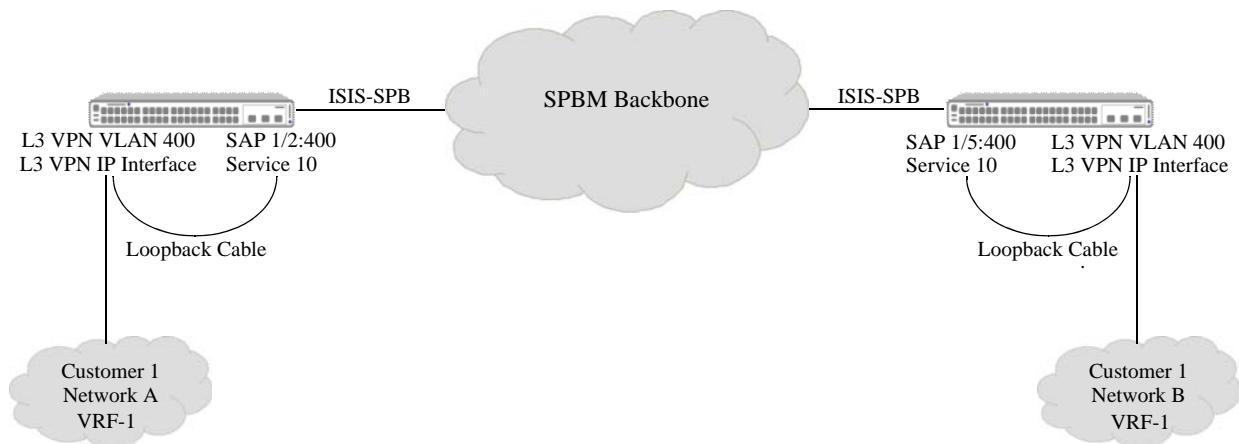 SPBM Backbone
ISIS-SPB
ISIS-SPB
L3 VPN VLAN 400
L3 VPN IP Interface
SAP 1/2:400
Service 10
Loopback Cable
SAP 1/5:400
Service 10
L3 VPN VLAN 400
L3 VPN IP Interface
Loopback Cable
.
Customer 1
Network A
VRF-1
Customer 1
Network B
VRF-1